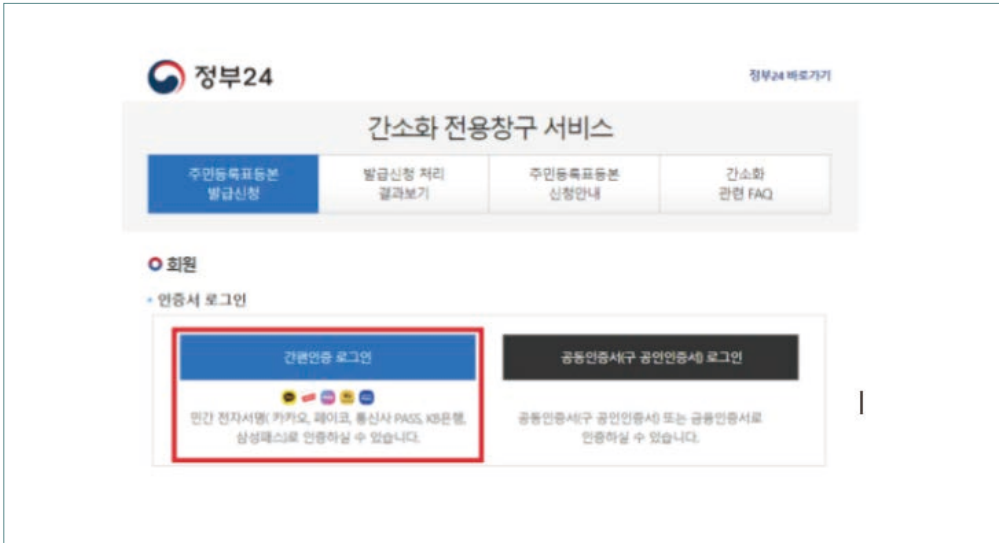 정부24
정부24 바로가기
간소화 전용창구 서비스
주민등록표등본
발급신청
발급신청 처리
결과보기
주민등록표등본
신청안내
간소화
관련 FAQ
회원
인증서 로그인
간편인증 로그인
민간 전자서명( 카카오, 페이코, 통신사 PASS, KB은행,
삼성패스)로 인증하실 수 있습니다.
공동인증서(구 공인인증서) 로그인
공동인증서(구 공인인증서) 또는 금융인증서로
인증하실 수 있습니다.